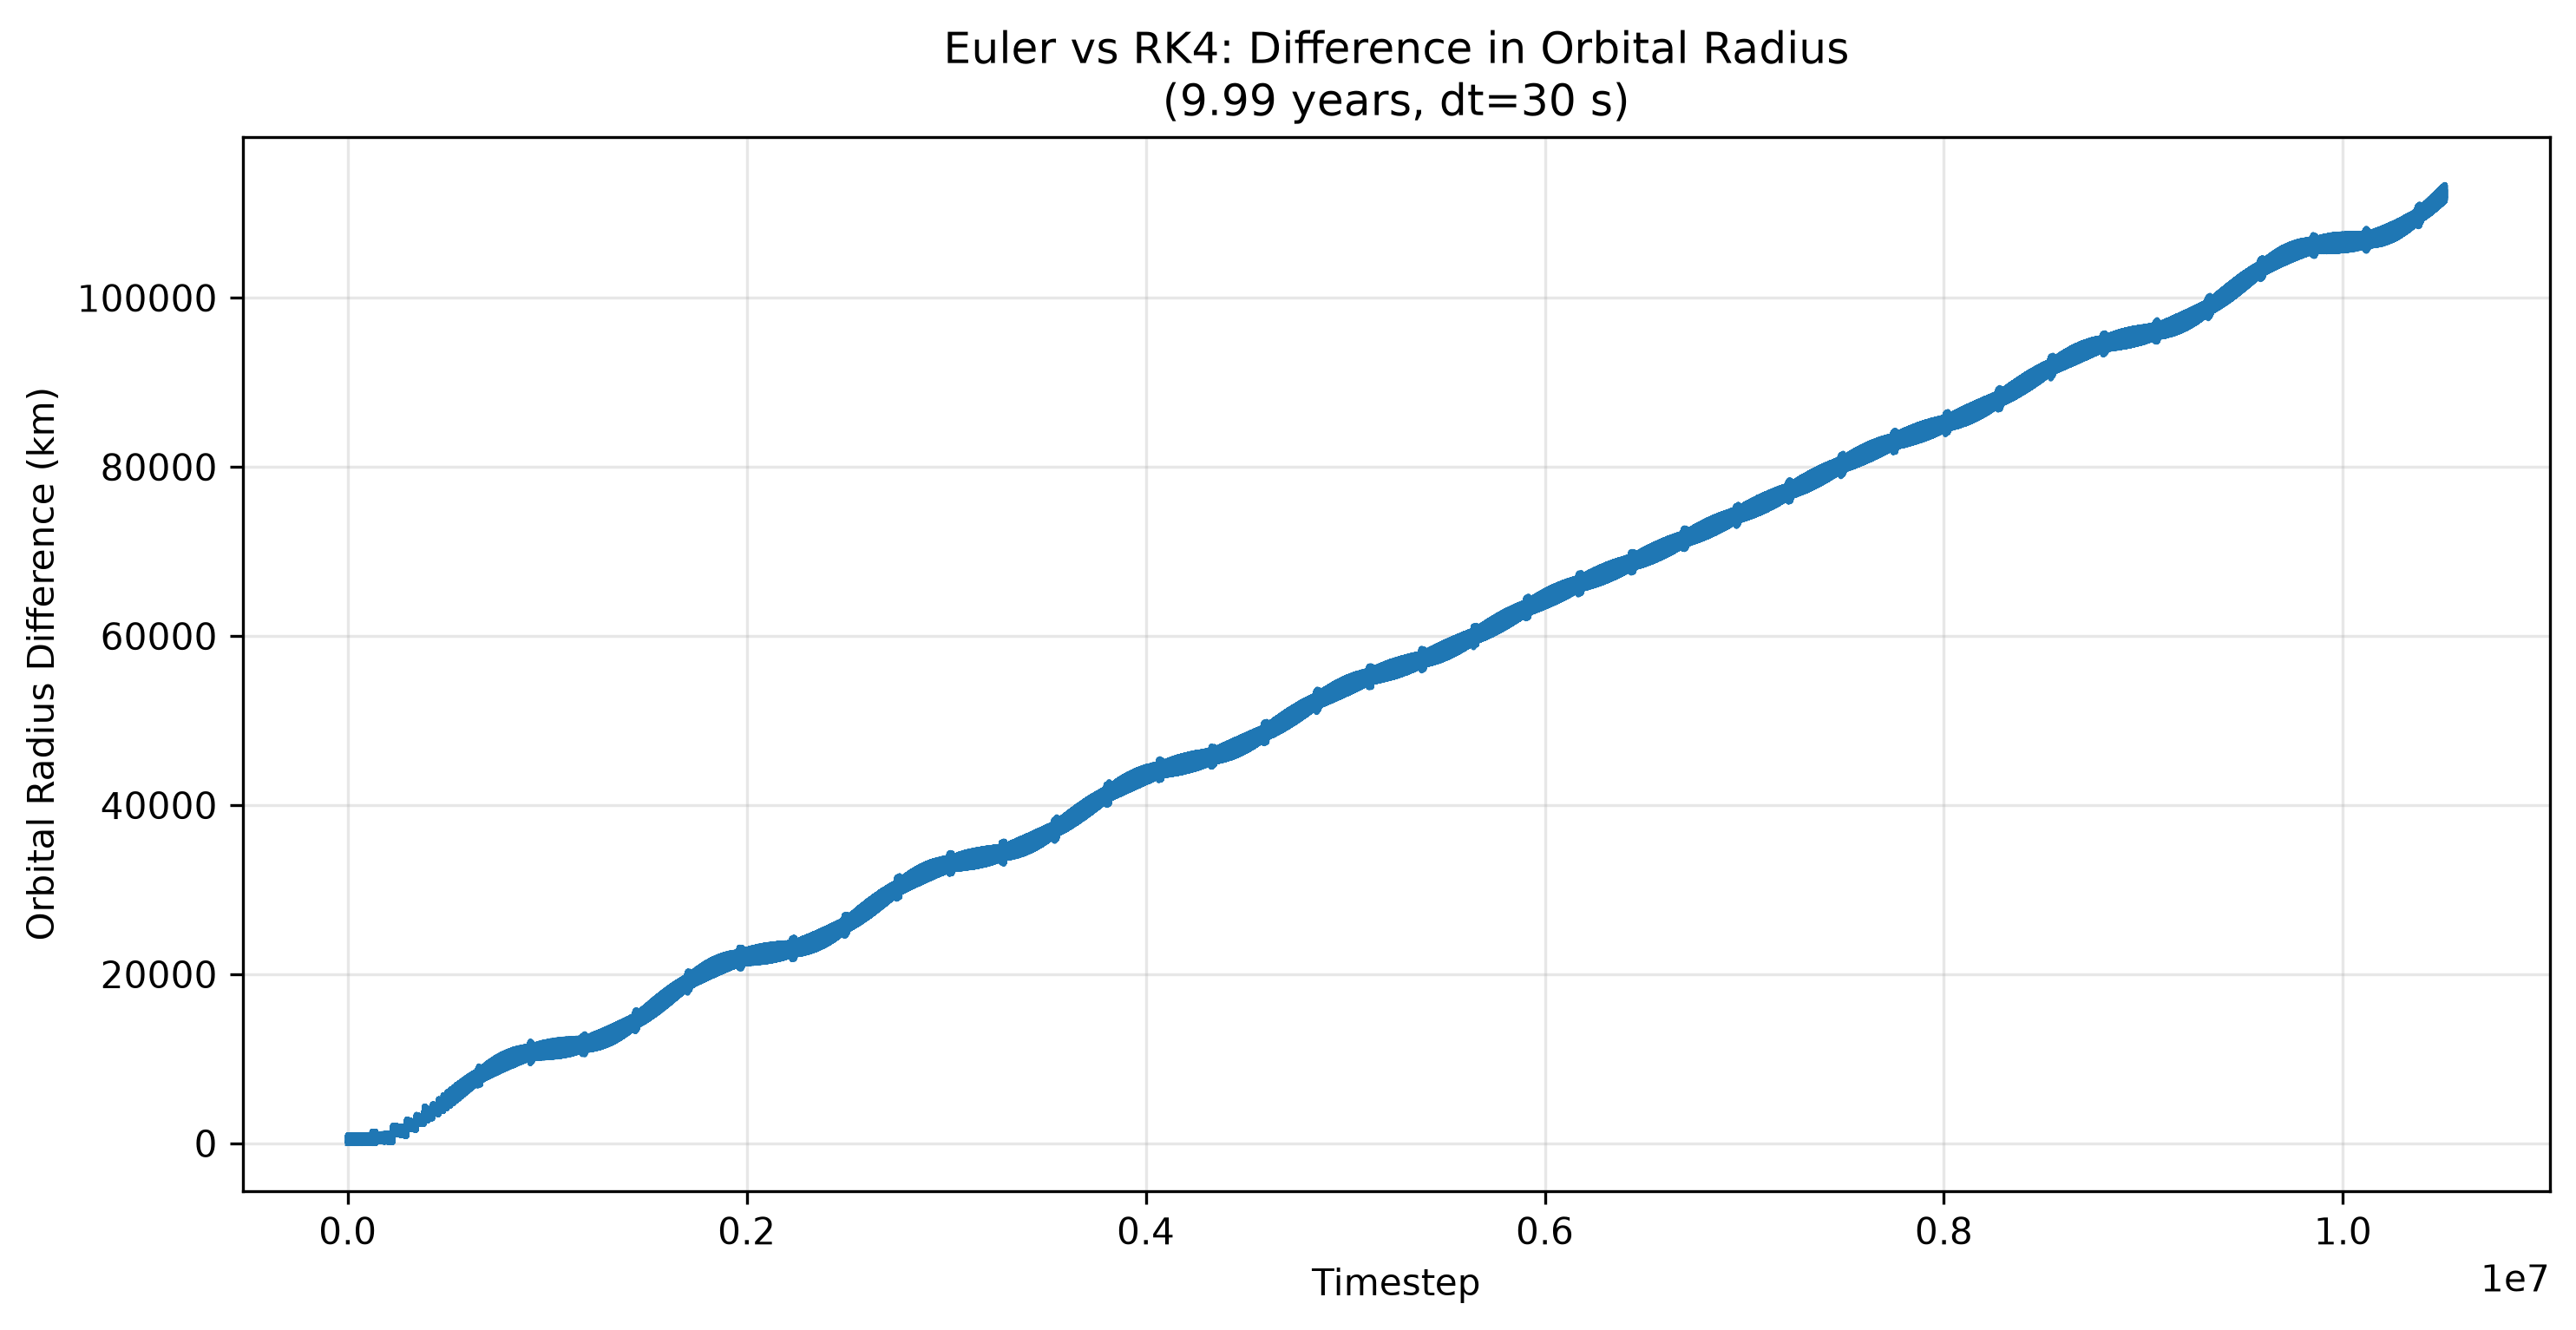 Euler vs RK4: Difference in Orbital Radius
(9.99 years, dt=30 s)
Orbital Radius Difference (km)
100000
80000
60000
40000
20000
0
0.0
0.2
0.4
0.6
0.8
1.0
1e7
Timestep